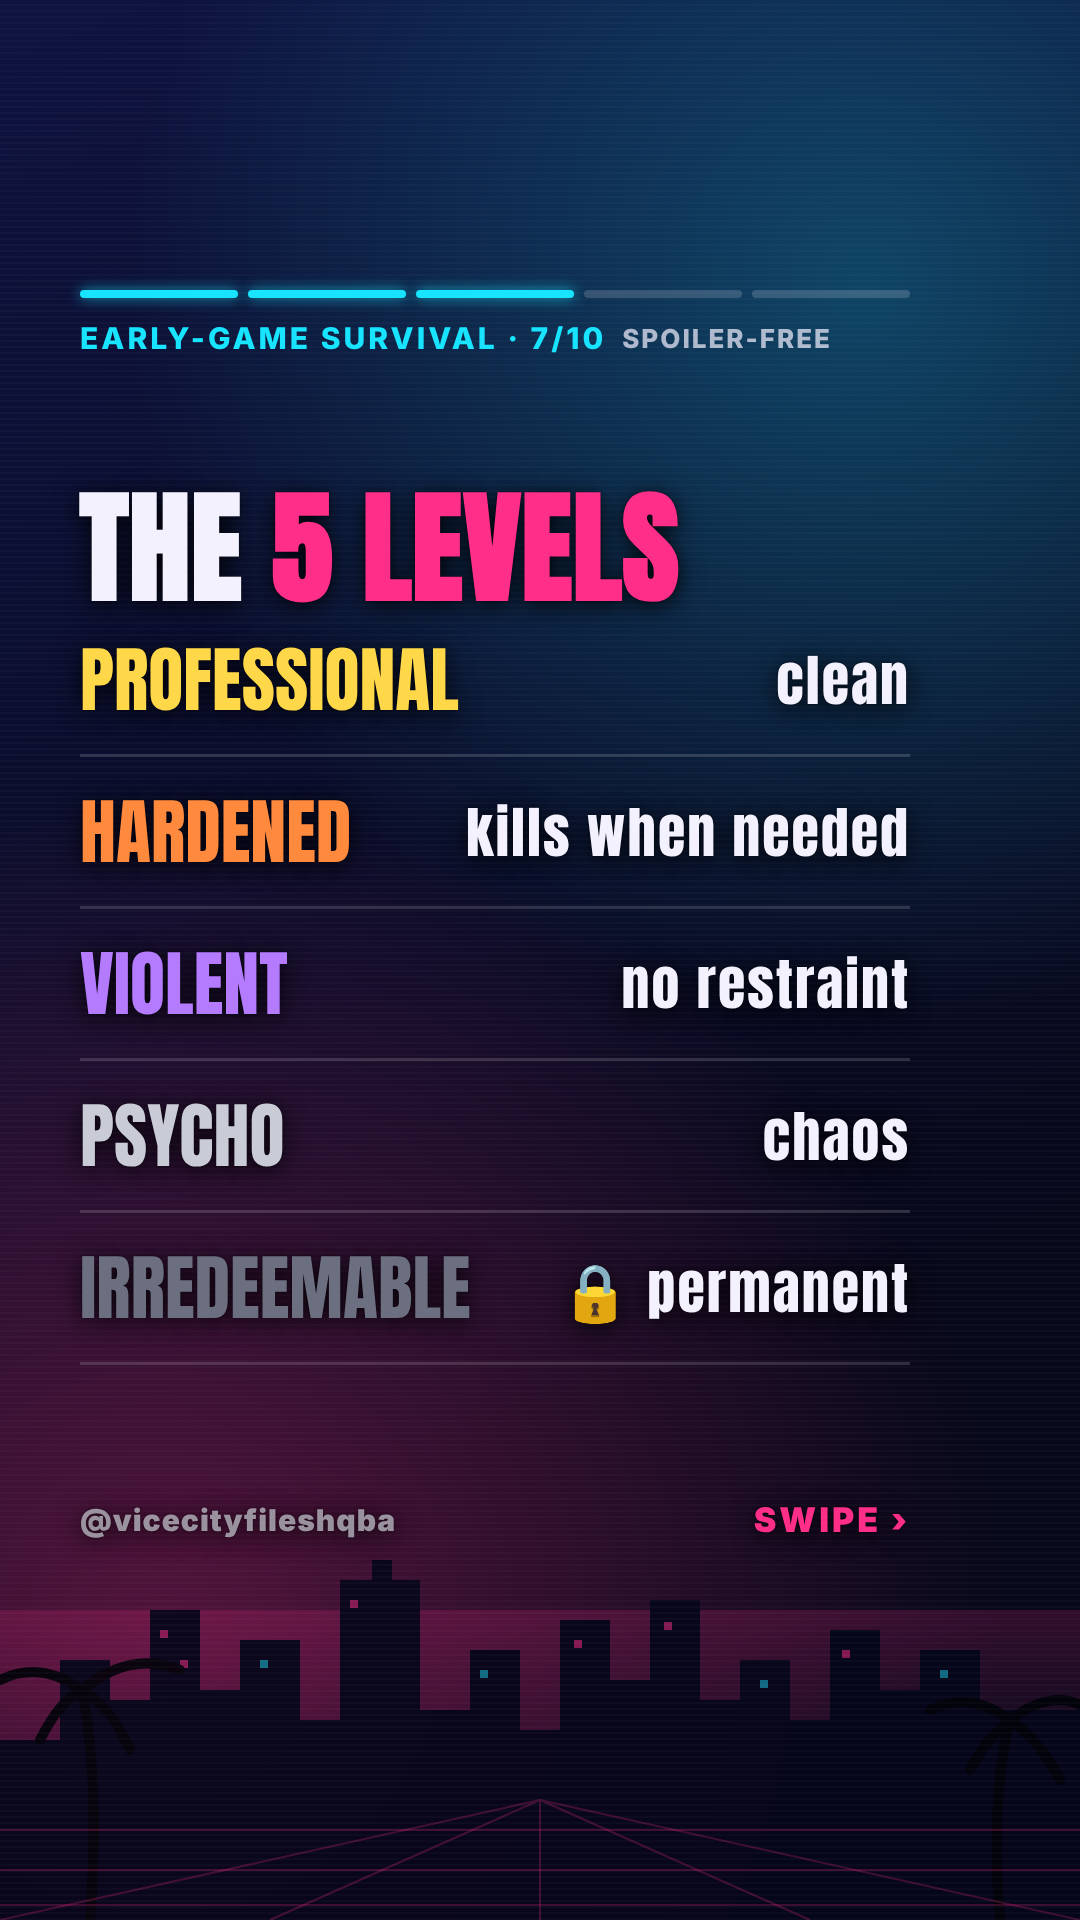 EARLY-GAME SURVIVAL · 7/10 SPOILER-FREE
THE 5 LEVELS
PROFESSIONAL clean
HARDENED kills when needed
VIOLENT no restraint
PSYCHO chaos
IRREDEEMABLE 🔒 permanent
@vicecityfileshqba SWIPE ›